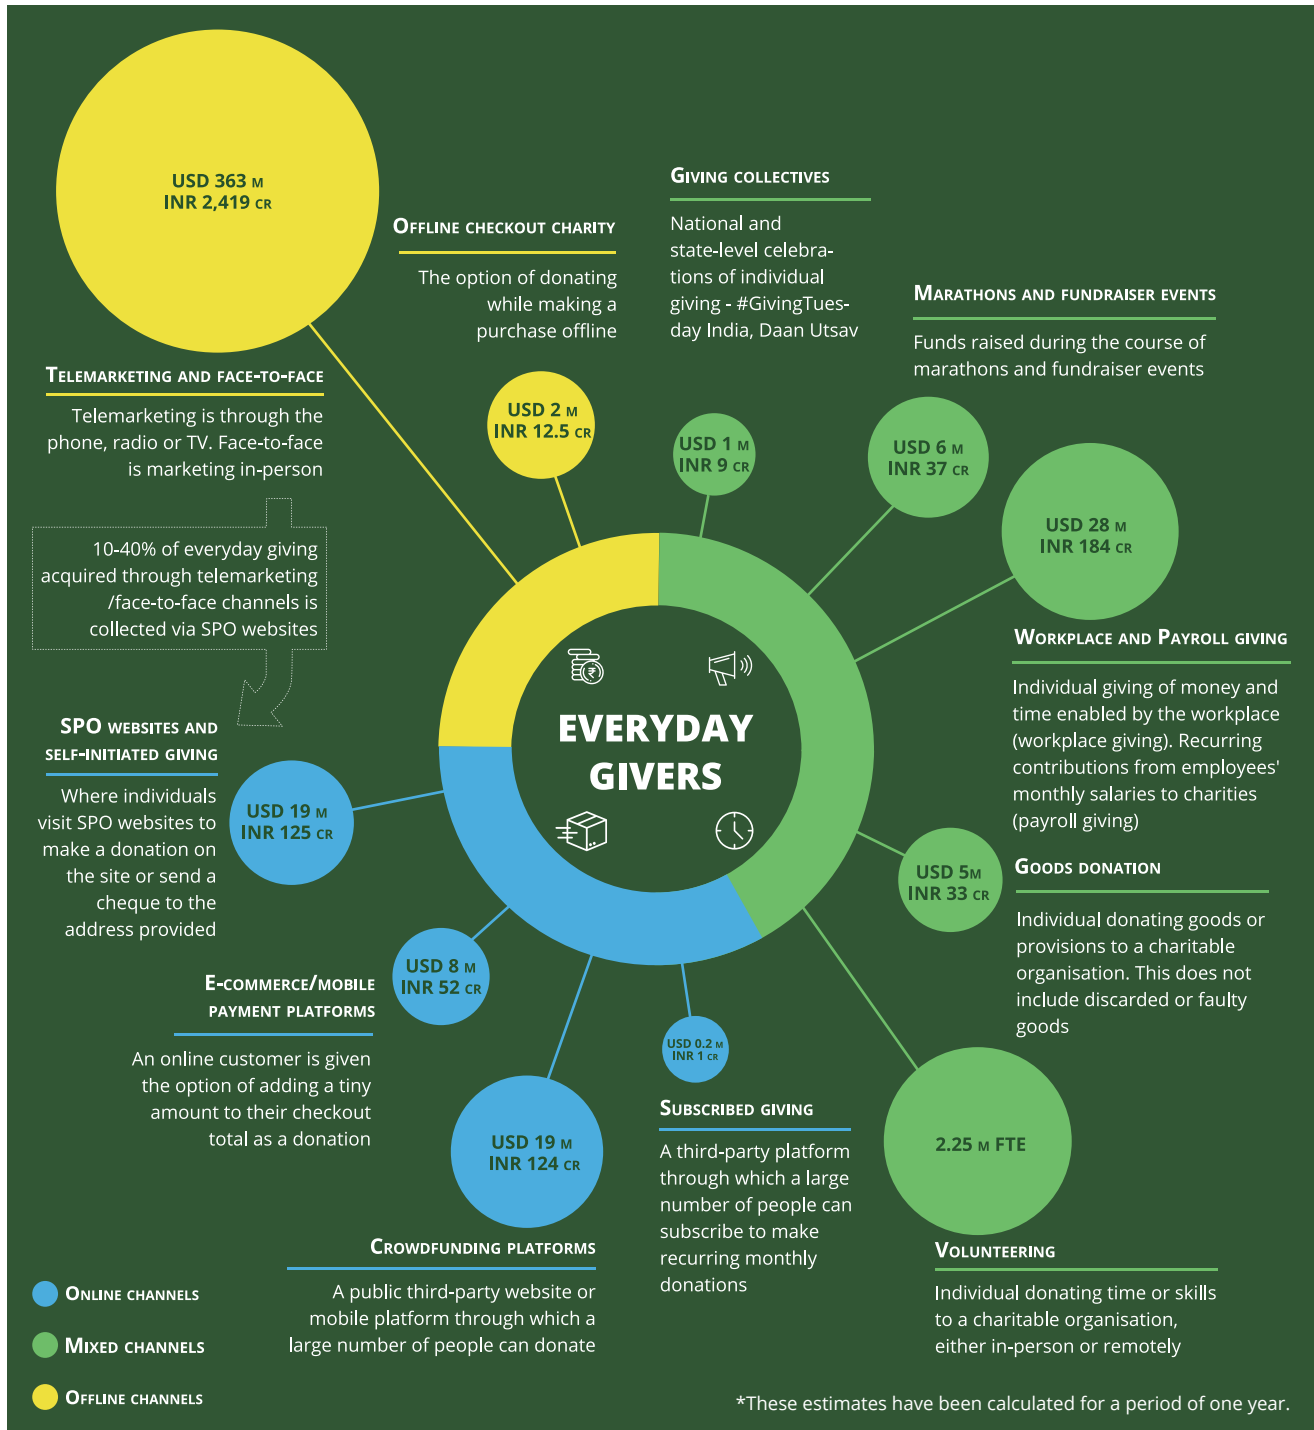 USD 363 M
INR 2,419 CR
TELEMARKETING AND FACE-TO-FACE
Telemarketing is through the
phone, radio or TV. Face-to-face
is marketing in-person
10-40% of everyday giving
acquired through telemarketing
/face-to-face channels is
collected via SPO websites
OFFLINE CHECKOUT CHARITY
The option of donating
while making a
purchase offline
USD 2 M
INR 12.5 CR
GIVING COLLECTIVES
National and
state-level celebra-
tions of individual
giving - #GivingTues-
day India, Daan Utsav
USD 1 M
INR 9 CR
MARATHONS AND FUNDRAISER EVENTS
Funds raised during the course of
marathons and fundraiser events
USD 6 M
INR 37 CR
USD 28 M
INR 184 CR
WORKPLACE AND PAYROLL GIVING
Individual giving of money and
time enabled by the workplace
(workplace giving). Recurring
contributions from employees'
monthly salaries to charities
(payroll giving)
₹
EVERYDAY
GIVERS
SPO WEBSITES AND
SELF-INITIATED GIVING
Where individuals
visit SPO websites to
make a donation on
the site or send a
cheque to the
address provided
USD 19 M
INR 125 CR
USD 5M
INR 33 CR
GOODS DONATION
Individual donating goods or
provisions to a charitable
organisation. This does not
include discarded or faulty
goods
USD 8 M
INR 52 CR
E-COMMERCE/MOBILE
PAYMENT PLATFORMS
An online customer is given
the option of adding a tiny
amount to their checkout
total as a donation
USD 19 M
INR 124 CR
CROWDFUNDING PLATFORMS
A public third-party website or
mobile platform through which a
large number of people can donate
USD 0.2 M
INR 1 CR
SUBSCRIBED GIVING
A third-party platform
through which a large
number of people can
subscribe to make
recurring monthly
donations
2.25 M FTE
VOLUNTEERING
Individual donating time or skills
to a charitable organisation,
either in-person or remotely
ONLINE CHANNELS
MIXED CHANNELS
OFFLINE CHANNELS
*These estimates have been calculated for a period of one year.